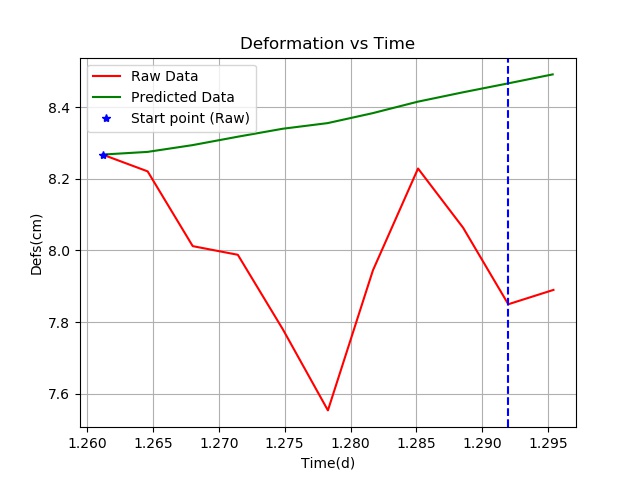 Deformation vs Time
Raw Data
Predicted Data
Start point (Raw)
8.4
8.2
8.0
7.8
7.6
Defs(cm)
1.260 1.265 1.270 1.275 1.280 1.285 1.290 1.295
Time(d)